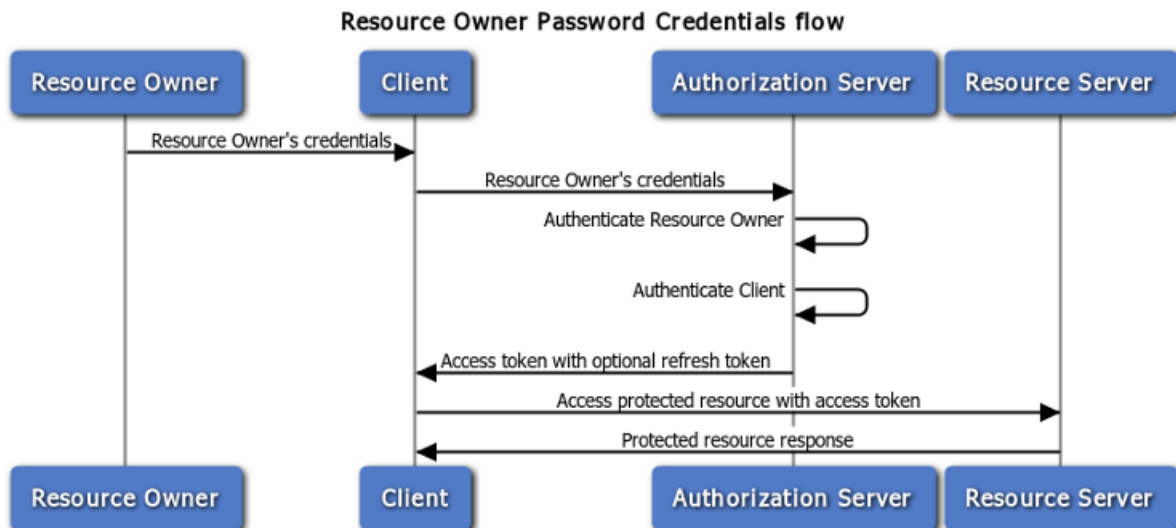 Resource Owner Password Credentials flow
Resource Owner Client Authorization Server Resource Server
Resource Owner's credentials
Resource Owner's credentials
Authenticate Resource Owner
Authenticate Client
Access token with optional refresh token
Access protected resource with access token
Protected resource response
Resource Owner Client Authorization Server Resource Server